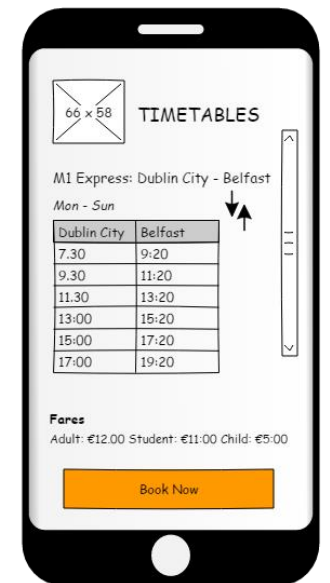 66 x 58
TIMETABLES
M1 Express: Dublin City - Belfast
Mon - Sun
Dublin City Belfast
7.30 9:20
9.30 11:20
11.30 13:20
13:00 15:20
15:00 17:20
17:00 19:20
Fares
Adult: €12.00 Student: €11:00 Child: €5:00
Book Now